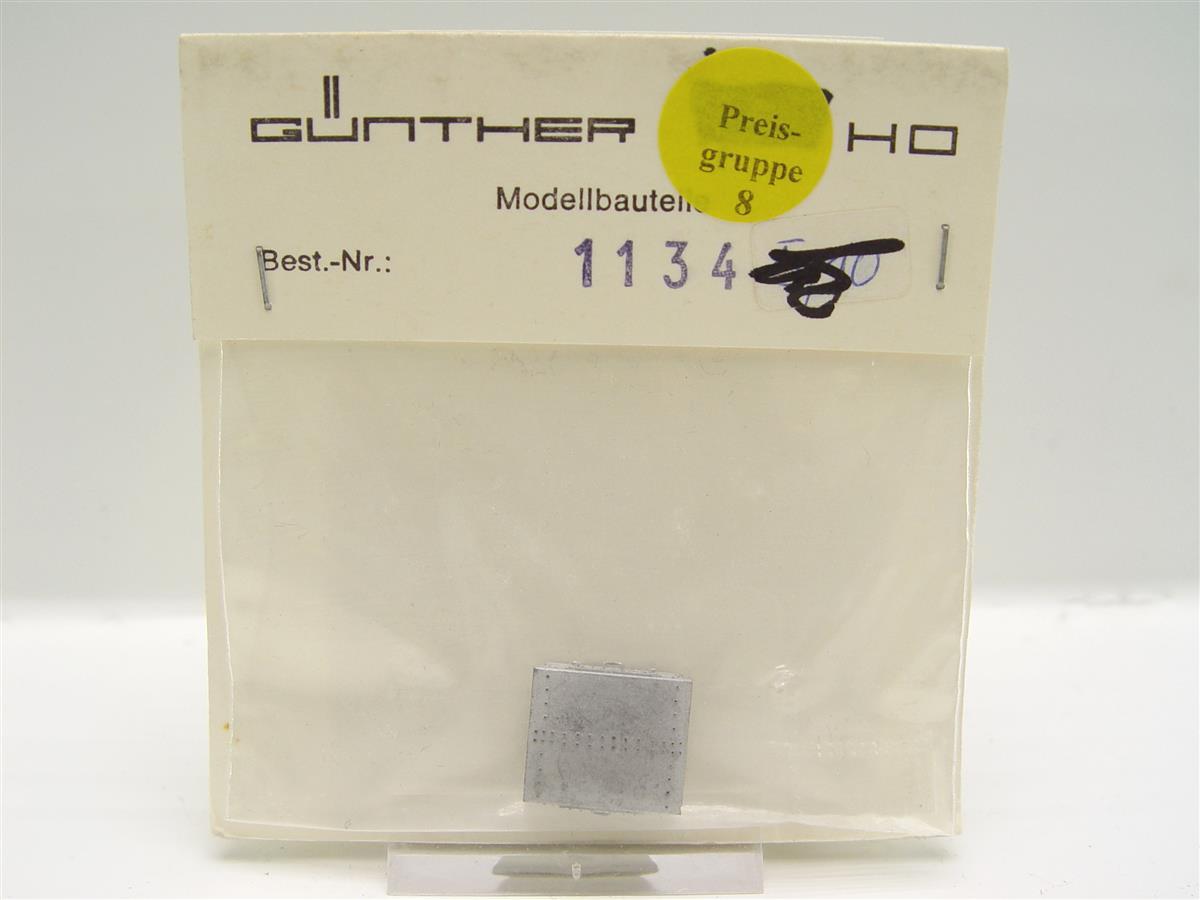 GÜNTHER HO
Preis-
gruppe
8
Modellbauteile
Best.-Nr.: 1134